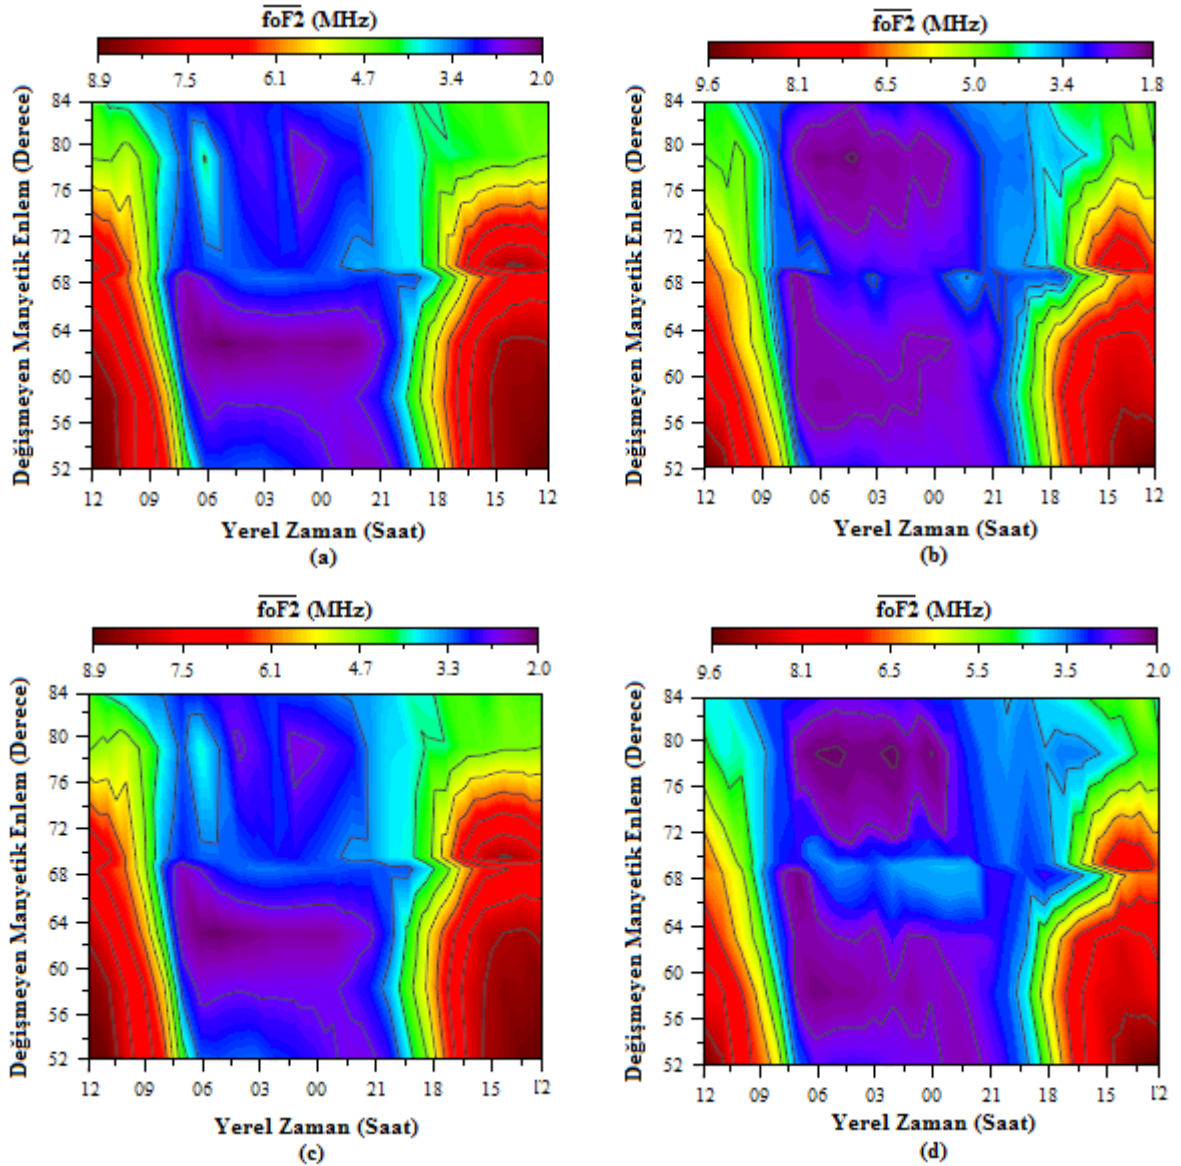 foF2 (MHz)
8.9 7.5 6.1 4.7 3.4 2.0
Değişmeyen Manyetik Enlem (Derece)
84
80
76
72
68
64
60
56
52
12 09 06 03 00 21 18 15 12
Yerel Zaman (Saat)
(a)
foF2 (MHz)
9.6 8.1 6.5 5.0 3.4 1.8
Değişmeyen Manyetik Enlem (Derece)
84
80
76
72
68
64
60
56
52
12 09 06 03 00 21 18 15 12
Yerel Zaman (Saat)
(b)
foF2 (MHz)
8.9 7.5 6.1 4.7 3.3 2.0
Değişmeyen Manyetik Enlem (Derece)
84
80
76
72
68
64
60
56
52
12 09 06 03 00 21 18 15 12
Yerel Zaman (Saat)
(c)
foF2 (MHz)
9.6 8.1 6.5 5.5 3.5 2.0
Değişmeyen Manyetik Enlem (Derece)
84
80
76
72
68
64
60
56
52
12 09 06 03 00 21 18 15 12
Yerel Zaman (Saat)
(d)